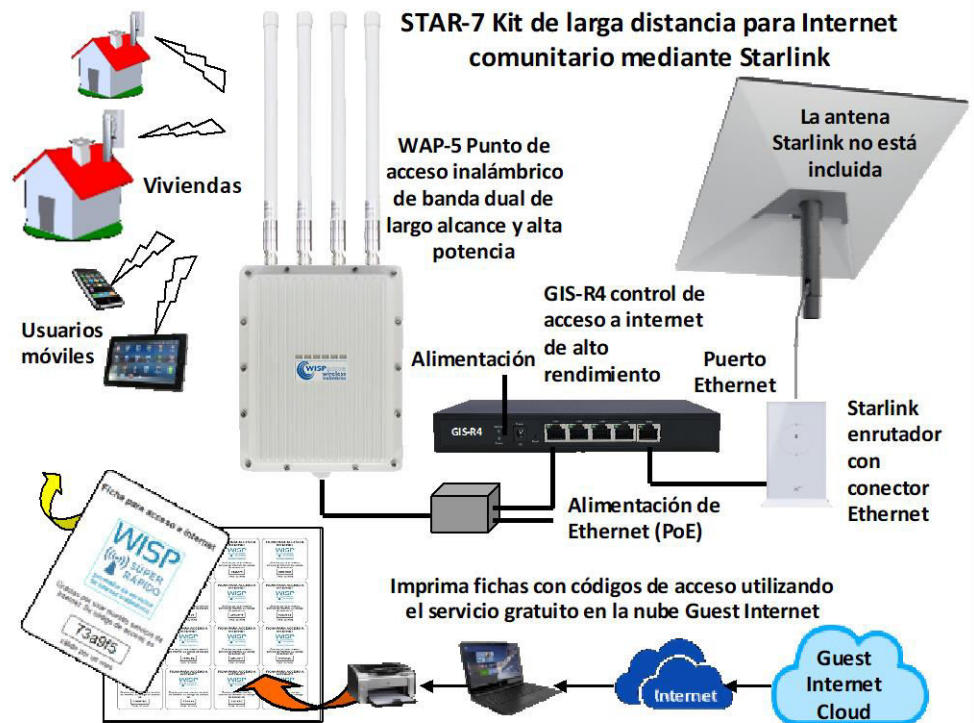 STAR-7 Kit de larga distancia para Internet
comunitario mediante Starlink
La antena
Starlink no está
incluida
WAP-5 Punto de
acceso inalámbrico
de banda dual de
largo alcance y alta
potencia
Viviendas
GIS-R4 control de
acceso a internet
de alto
rendimiento
Usuarios
móviles
Alimentación
Puerto
Ethernet
WISP
wireless
GIS-R4
Starlink
enrutador
con
conector
Ethernet
Alimentación de
Ethernet (PoE)
Ficha para acceso a Internet
WISP
SUPER
RÁPIDO
73a9f5
Imprima fichas con códigos de acceso utilizando
el servicio gratuito en la nube Guest Internet
Internet
Guest
Internet
Cloud